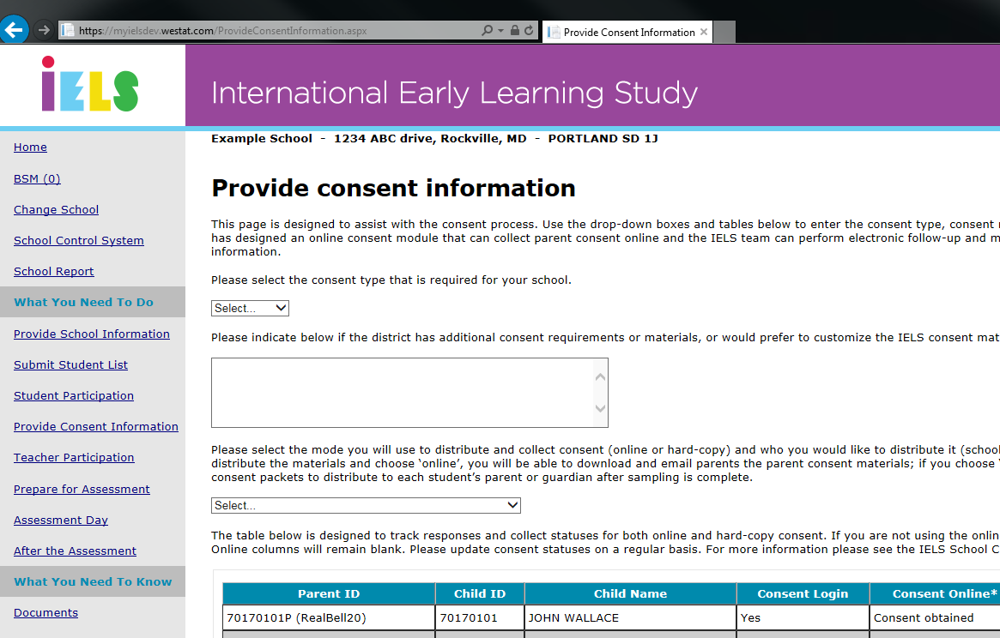 https://myielsdev.westat.com/ProvideConsentInformation.aspx
Provide Consent Information
iELS
International Early Learning Study
Example School - 1234 ABC drive, Rockville, MD - PORTLAND SD 1J
Home
BSM (0)
Change School
School Control System
School Report
What You Need To Do
Provide School Information
Submit Student List
Student Participation
Provide Consent Information
Teacher Participation
Prepare for Assessment
Assessment Day
After the Assessment
What You Need To Know
Documents
Provide consent information
This page is designed to assist with the consent process. Use the drop-down boxes and tables below to enter the consent type, consent
has designed an online consent module that can collect parent consent online and the IELS team can perform electronic follow-up and
information.
Please select the consent type that is required for your school.
Select...
Please indicate below if the district has additional consent requirements or materials, or would prefer to customize the IELS consent mat
Please select the mode you will use to distribute and collect consent (online or hard-copy) and who you would like to distribute it (school
distribute the materials and choose ‘online’, you will be able to download and email parents the parent consent materials; if you choose ‘
consent packets to distribute to each student’s parent or guardian after sampling is complete.
Select...
The table below is designed to track responses and collect statuses for both online and hard-copy consent. If you are not using the onlin
Online columns will remain blank. Please update consent statuses on a regular basis. For more information please see the IELS School C
Parent ID Child ID Child Name Consent Login Consent Online*
70170101P (RealBell20) 70170101 JOHN WALLACE Yes Consent obtained